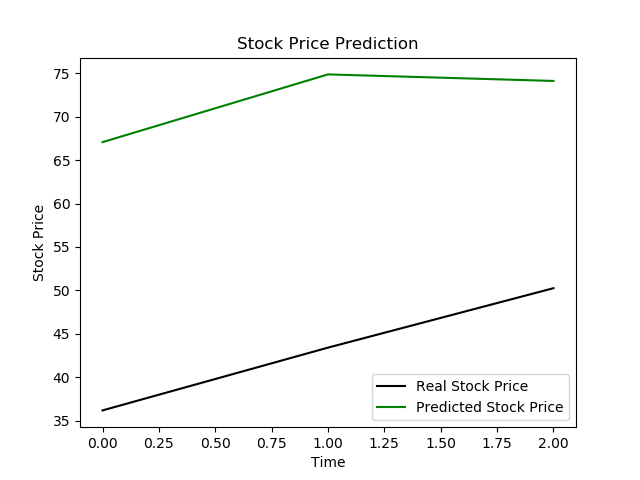 Stock Price Prediction
75
70
65
60
55
50
45
40
35
Stock Price
Real Stock Price
Predicted Stock Price
0.00 0.25 0.50 0.75 1.00 1.25 1.50 1.75 2.00
Time